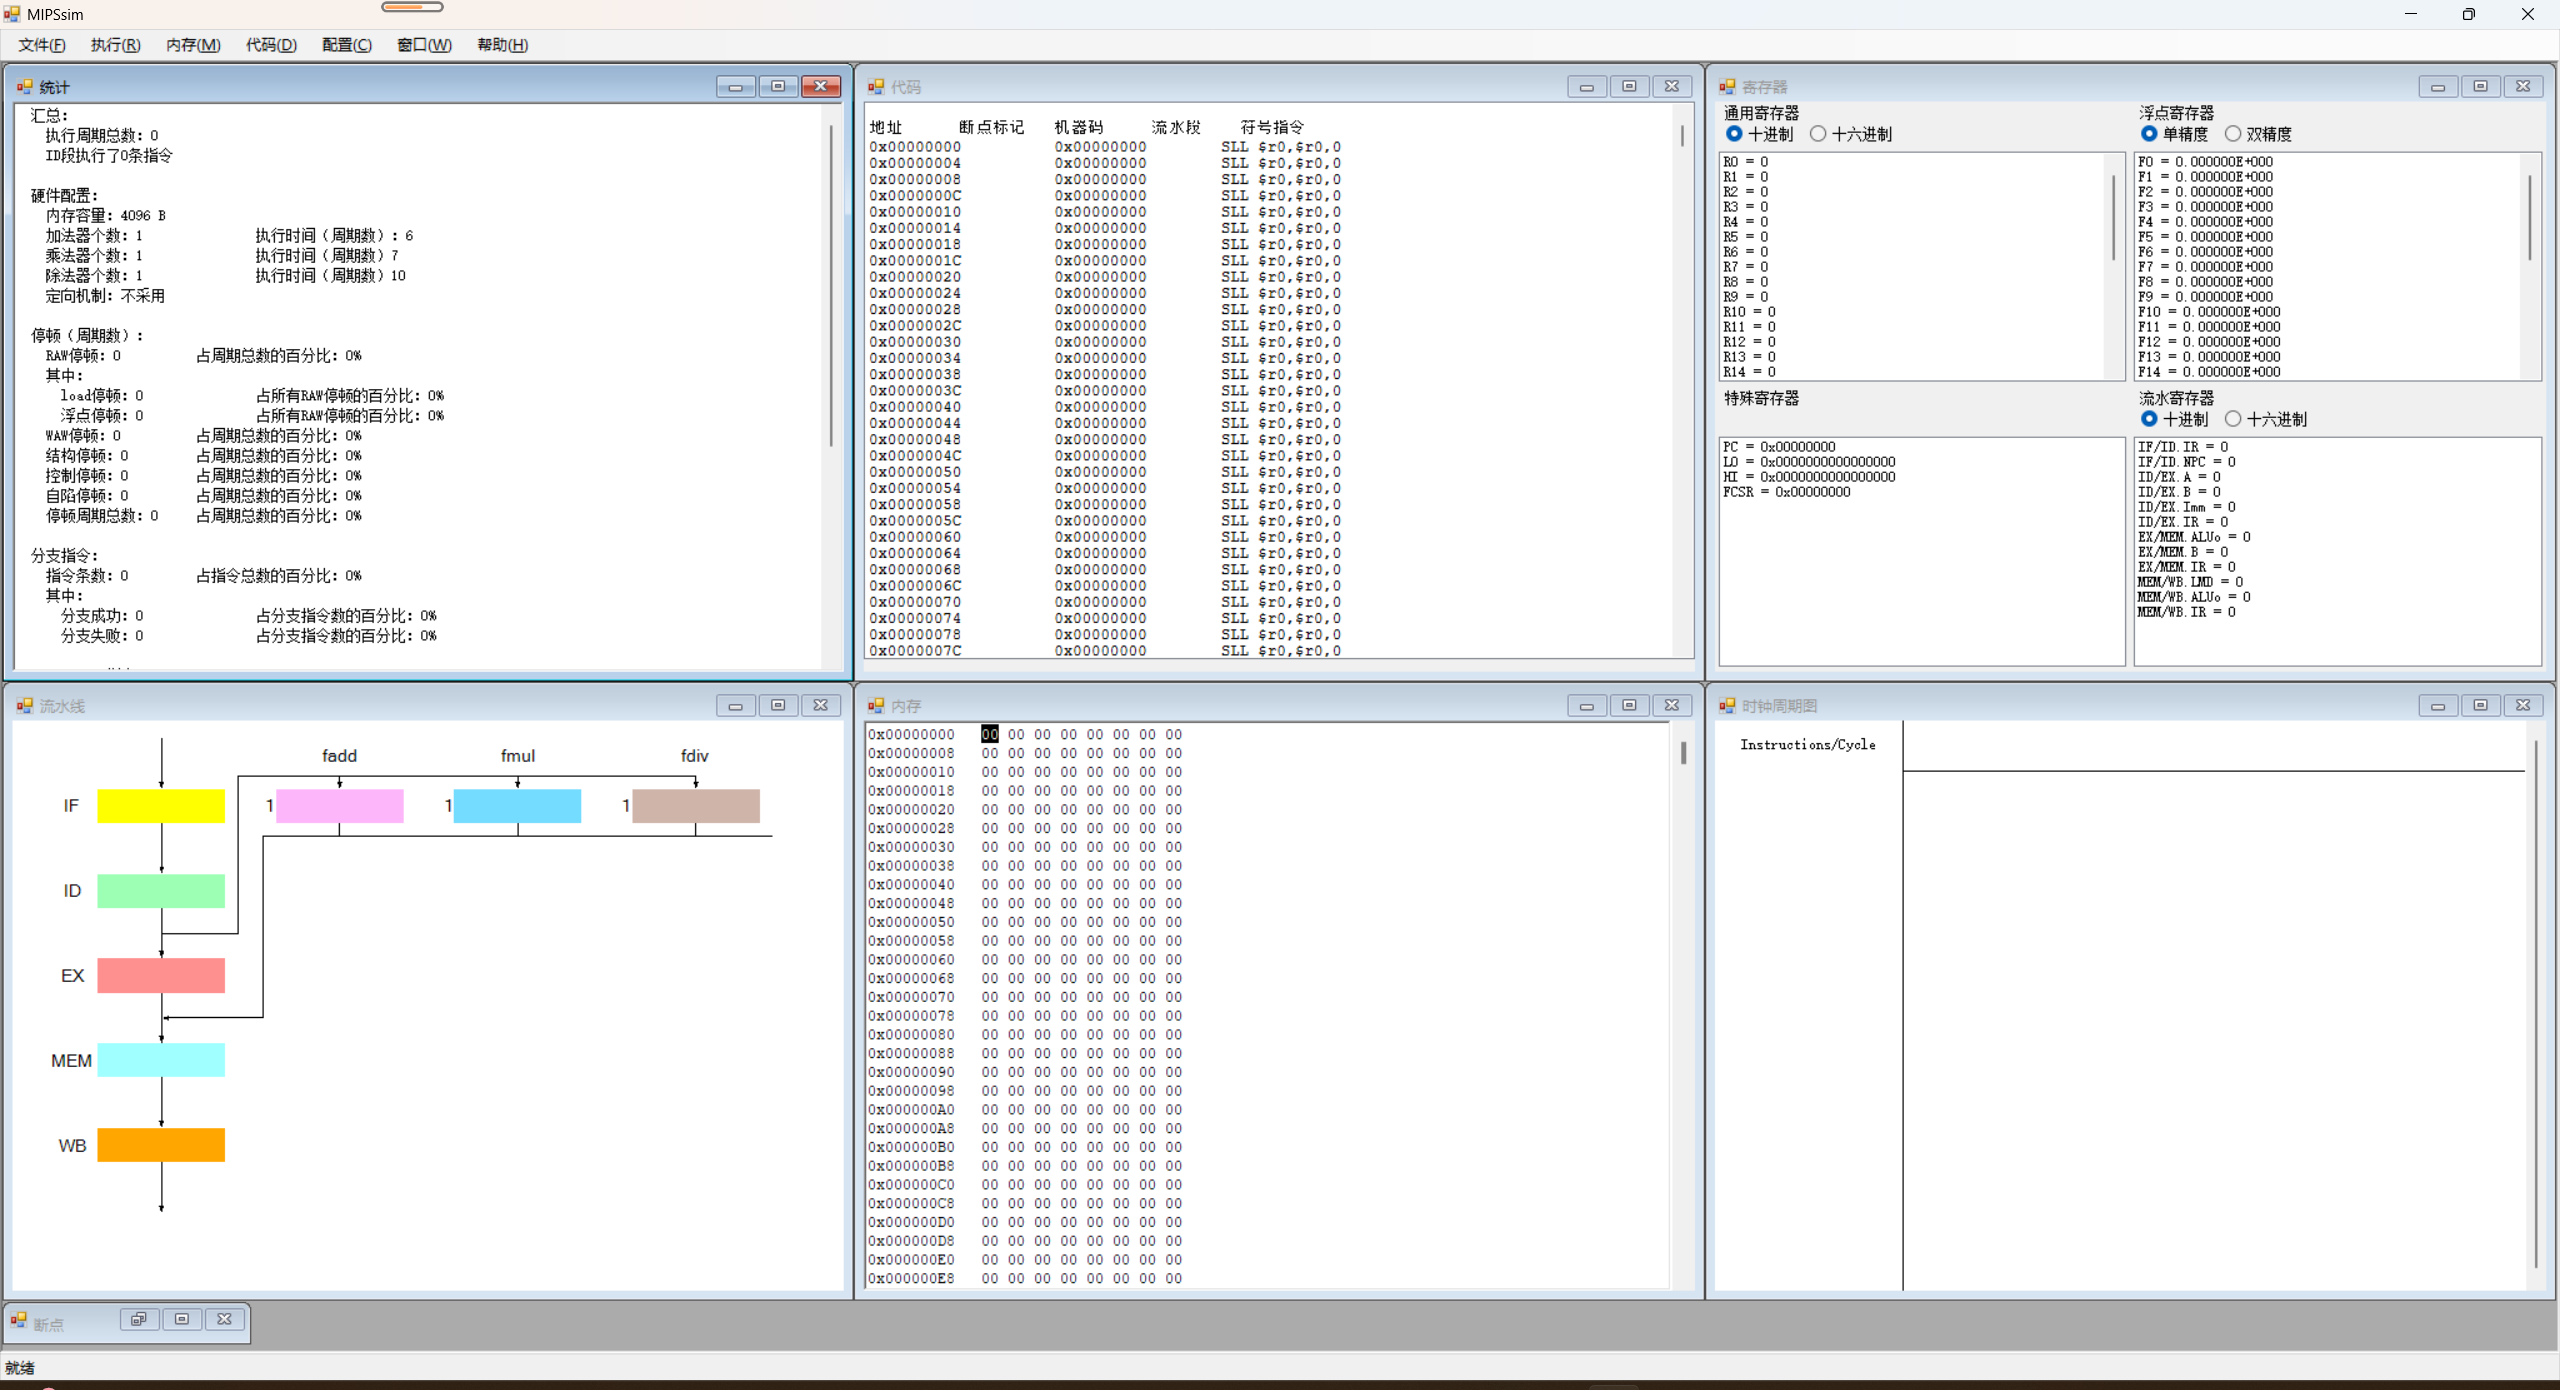 MIPSsim
文件(F) 执行(R) 内存(M) 代码(D) 配置(C) 窗口(W) 帮助(H)
统计
汇总:
执行周期总数: 0
ID段执行了0条指令
硬件配置:
内存容量: 4096 B
加法器个数: 1 执行时间（周期数）: 6
乘法器个数: 1 执行时间（周期数）7
除法器个数: 1 执行时间（周期数）10
定向机制: 不采用
停顿（周期数）:
RAW停顿: 0 占周期总数的百分比: 0%
其中:
load停顿: 0 占所有RAW停顿的百分比: 0%
浮点停顿: 0 占所有RAW停顿的百分比: 0%
WAW停顿: 0 占周期总数的百分比: 0%
结构停顿: 0 占周期总数的百分比: 0%
控制停顿: 0 占周期总数的百分比: 0%
自陷停顿: 0 占周期总数的百分比: 0%
停顿周期总数: 0 占周期总数的百分比: 0%
分支指令:
指令条数: 0 占指令总数的百分比: 0%
其中:
分支成功: 0 占分支指令数的百分比: 0%
分支失败: 0 占分支指令数的百分比: 0%
代码
地址 断点标记 机器码 流水段 符号指令
0x00000000 0x00000000 SLL $r0,$r0,0
0x00000004 0x00000000 SLL $r0,$r0,0
0x00000008 0x00000000 SLL $r0,$r0,0
0x0000000C 0x00000000 SLL $r0,$r0,0
0x00000010 0x00000000 SLL $r0,$r0,0
0x00000014 0x00000000 SLL $r0,$r0,0
0x00000018 0x00000000 SLL $r0,$r0,0
0x0000001C 0x00000000 SLL $r0,$r0,0
0x00000020 0x00000000 SLL $r0,$r0,0
0x00000024 0x00000000 SLL $r0,$r0,0
0x00000028 0x00000000 SLL $r0,$r0,0
0x0000002C 0x00000000 SLL $r0,$r0,0
0x00000030 0x00000000 SLL $r0,$r0,0
0x00000034 0x00000000 SLL $r0,$r0,0
0x00000038 0x00000000 SLL $r0,$r0,0
0x0000003C 0x00000000 SLL $r0,$r0,0
0x00000040 0x00000000 SLL $r0,$r0,0
0x00000044 0x00000000 SLL $r0,$r0,0
0x00000048 0x00000000 SLL $r0,$r0,0
0x0000004C 0x00000000 SLL $r0,$r0,0
0x00000050 0x00000000 SLL $r0,$r0,0
0x00000054 0x00000000 SLL $r0,$r0,0
0x00000058 0x00000000 SLL $r0,$r0,0
0x0000005C 0x00000000 SLL $r0,$r0,0
0x00000060 0x00000000 SLL $r0,$r0,0
0x00000064 0x00000000 SLL $r0,$r0,0
0x00000068 0x00000000 SLL $r0,$r0,0
0x0000006C 0x00000000 SLL $r0,$r0,0
0x00000070 0x00000000 SLL $r0,$r0,0
0x00000074 0x00000000 SLL $r0,$r0,0
0x00000078 0x00000000 SLL $r0,$r0,0
0x0000007C 0x00000000 SLL $r0,$r0,0
寄存器
通用寄存器
十进制 十六进制
R0 = 0
R1 = 0
R2 = 0
R3 = 0
R4 = 0
R5 = 0
R6 = 0
R7 = 0
R8 = 0
R9 = 0
R10 = 0
R11 = 0
R12 = 0
R13 = 0
R14 = 0
浮点寄存器
单精度 双精度
F0 = 0.000000E+000
F1 = 0.000000E+000
F2 = 0.000000E+000
F3 = 0.000000E+000
F4 = 0.000000E+000
F5 = 0.000000E+000
F6 = 0.000000E+000
F7 = 0.000000E+000
F8 = 0.000000E+000
F9 = 0.000000E+000
F10 = 0.000000E+000
F11 = 0.000000E+000
F12 = 0.000000E+000
F13 = 0.000000E+000
F14 = 0.000000E+000
特殊寄存器
PC = 0x00000000
LO = 0x0000000000000000
HI = 0x0000000000000000
FCSR = 0x00000000
流水寄存器
十进制 十六进制
IF/ID.IR = 0
IF/ID.NPC = 0
ID/EX.A = 0
ID/EX.B = 0
ID/EX.Imm = 0
ID/EX.IR = 0
EX/MEM.ALUo = 0
EX/MEM.B = 0
EX/MEM.IR = 0
MEM/WB.LMD = 0
MEM/WB.ALUo = 0
MEM/WB.IR = 0
流水线
fadd fmul fdiv
IF 1 1 1
ID
EX
MEM
WB
内存
0x00000000 00 00 00 00 00 00 00 00
0x00000008 00 00 00 00 00 00 00 00
0x00000010 00 00 00 00 00 00 00 00
0x00000018 00 00 00 00 00 00 00 00
0x00000020 00 00 00 00 00 00 00 00
0x00000028 00 00 00 00 00 00 00 00
0x00000030 00 00 00 00 00 00 00 00
0x00000038 00 00 00 00 00 00 00 00
0x00000040 00 00 00 00 00 00 00 00
0x00000048 00 00 00 00 00 00 00 00
0x00000050 00 00 00 00 00 00 00 00
0x00000058 00 00 00 00 00 00 00 00
0x00000060 00 00 00 00 00 00 00 00
0x00000068 00 00 00 00 00 00 00 00
0x00000070 00 00 00 00 00 00 00 00
0x00000078 00 00 00 00 00 00 00 00
0x00000080 00 00 00 00 00 00 00 00
0x00000088 00 00 00 00 00 00 00 00
0x00000090 00 00 00 00 00 00 00 00
0x00000098 00 00 00 00 00 00 00 00
0x000000A0 00 00 00 00 00 00 00 00
0x000000A8 00 00 00 00 00 00 00 00
0x000000B0 00 00 00 00 00 00 00 00
0x000000B8 00 00 00 00 00 00 00 00
0x000000C0 00 00 00 00 00 00 00 00
0x000000C8 00 00 00 00 00 00 00 00
0x000000D0 00 00 00 00 00 00 00 00
0x000000D8 00 00 00 00 00 00 00 00
0x000000E0 00 00 00 00 00 00 00 00
0x000000E8 00 00 00 00 00 00 00 00
时钟周期图
Instructions/Cycle
断点
就绪